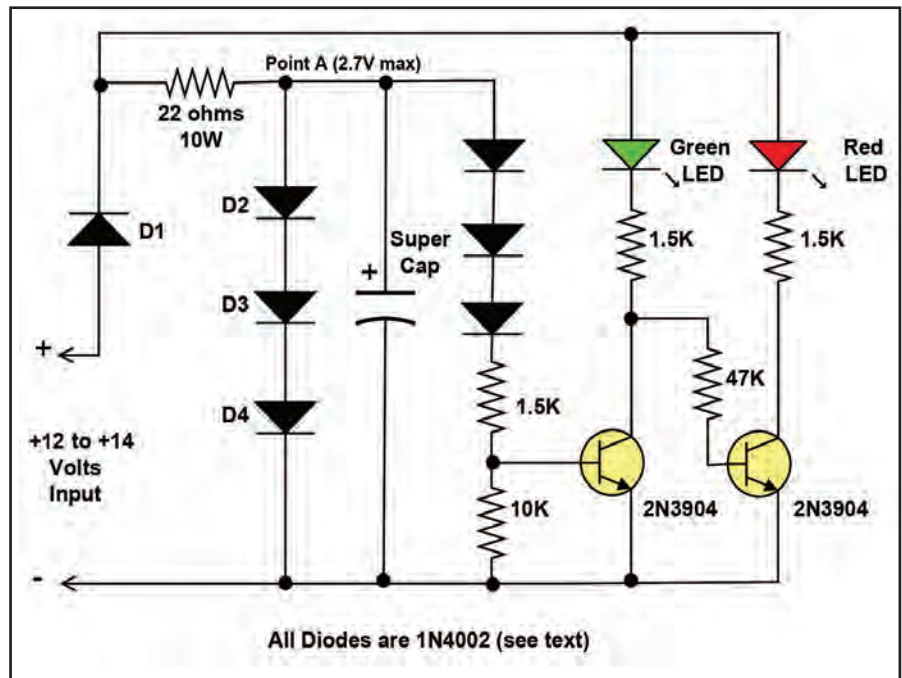 Point A (2.7V max)
22 ohms
10W
Green
LED
Red
LED
D1
D2
1.5K
1.5K
Super
Cap
+
D3
+
47K
D4
1.5K
+12 to +14
Volts
Input
10K
2N3904
2N3904
-
All Diodes are 1N4002 (see text)